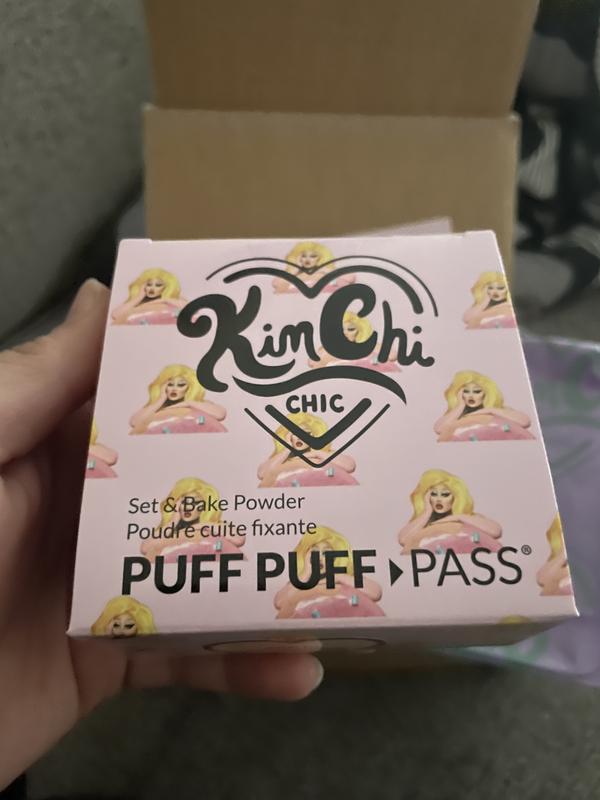 KimChi
CHIC
Set & Bake Powder
Poudre cuite fixante
PUFF PUFF ▸PASS®